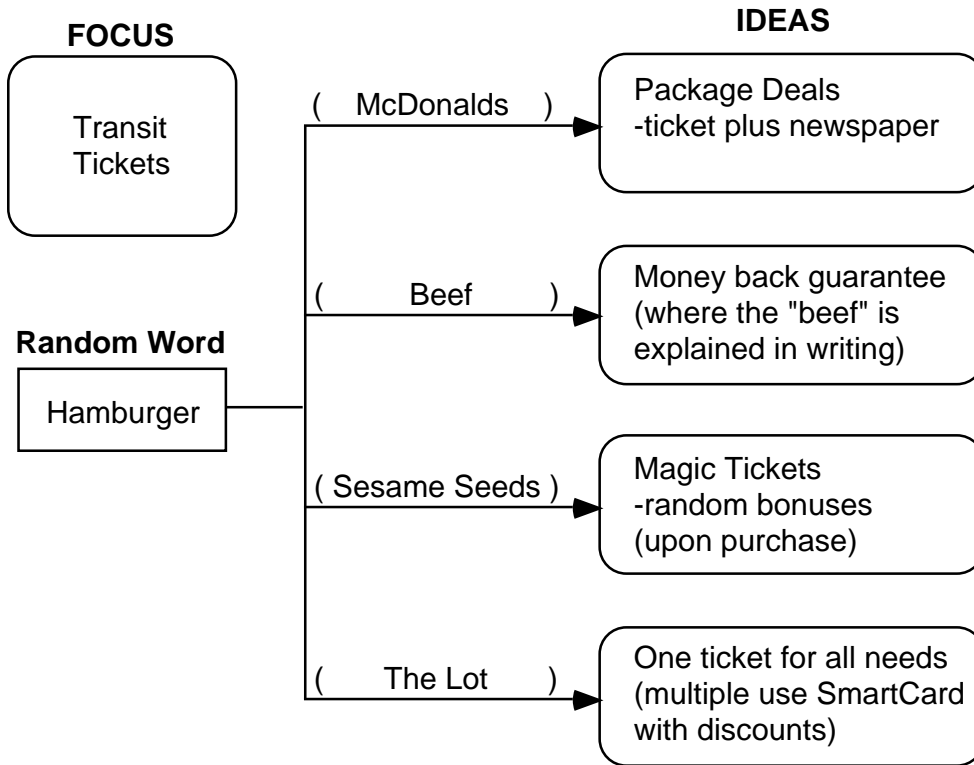 FOCUS
Transit
Tickets
Random Word
Hamburger
( McDonalds )
( Beef )
( Sesame Seeds )
( The Lot )
IDEAS
Package Deals
-ticket plus newspaper
Money back guarantee
(where the "beef" is
explained in writing)
Magic Tickets
-random bonuses
(upon purchase)
One ticket for all needs
(multiple use SmartCard
with discounts)